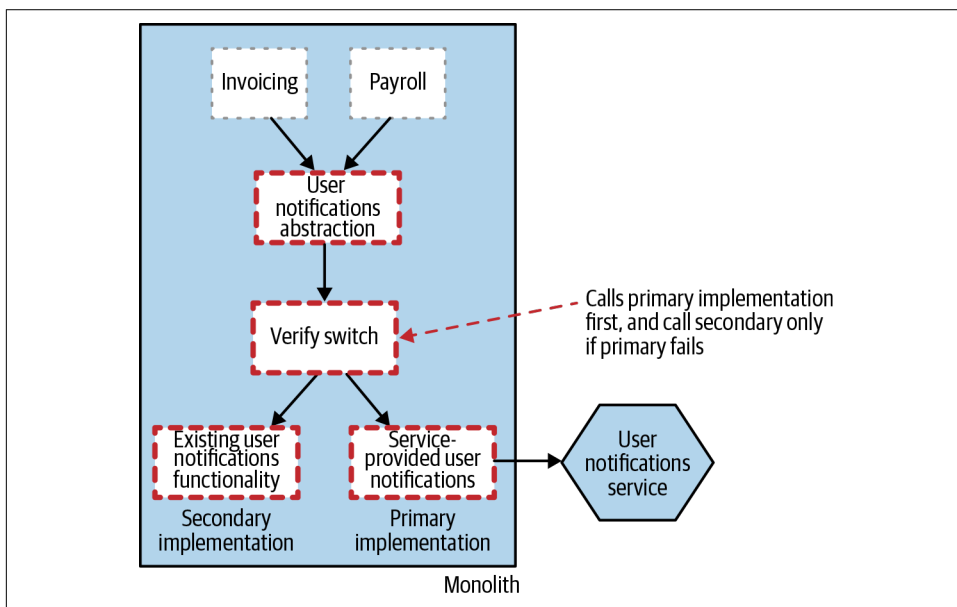 Invoicing
Payroll
User
notifications
abstraction
Verify switch
Calls primary implementation
first, and call secondary only
if primary fails
Existing user
notifications
functionality
Service-
provided user
notifications
User
notifications
service
Secondary
implementation
Primary
implementation
Monolith